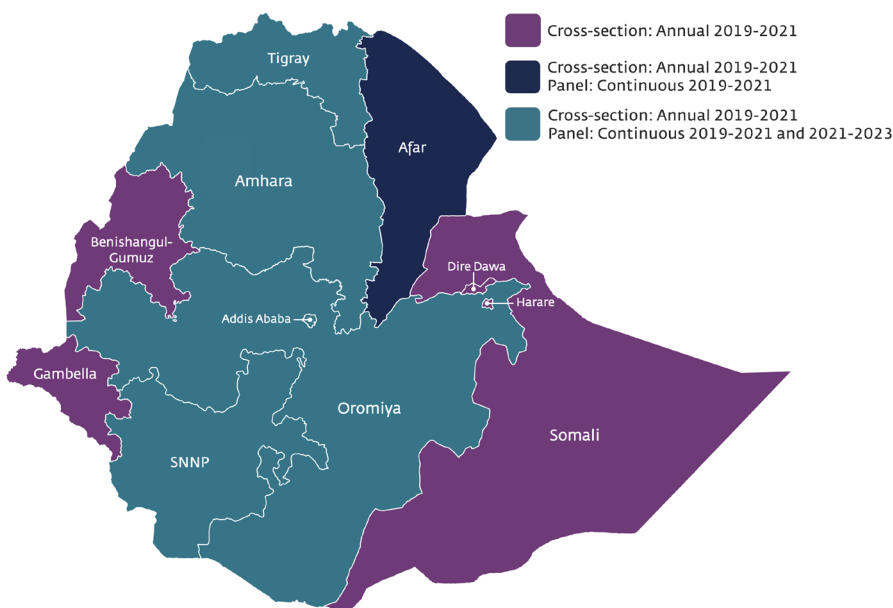 Cross-section: Annual 2019-2021
Cross-section: Annual 2019-2021
Panel: Continuous 2019-2021
Cross-section: Annual 2019-2021
Panel: Continuous 2019-2021 and 2021-2023
Tigray
Afar
Amhara
Benishangul-
Gumuz
Dire Dawa
Harare
Addis Ababa
Gambella
Oromiya
Somali
SNNP